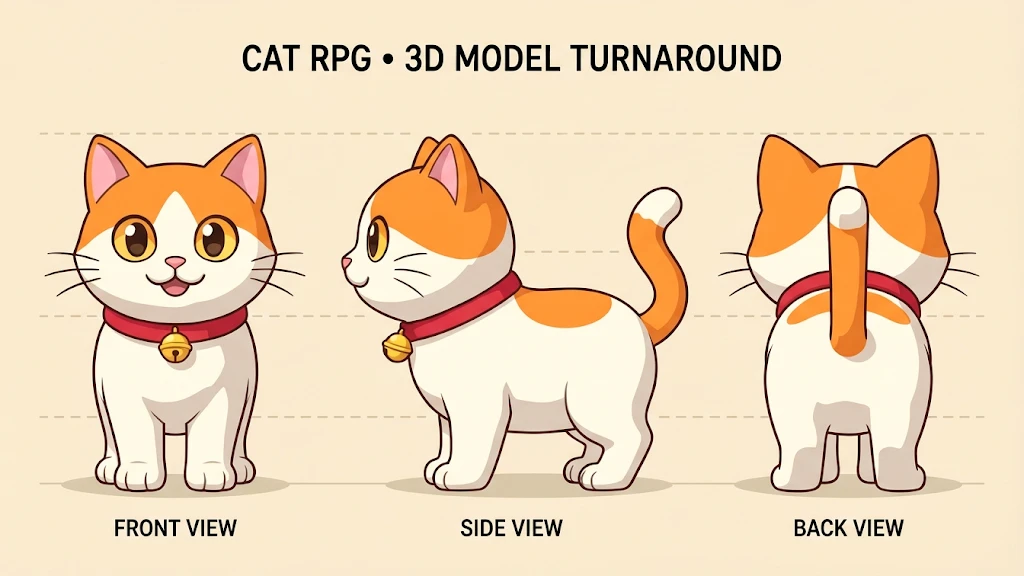 CAT RPG • 3D MODEL TURNAROUND
FRONT VIEW
SIDE VIEW
BACK VIEW